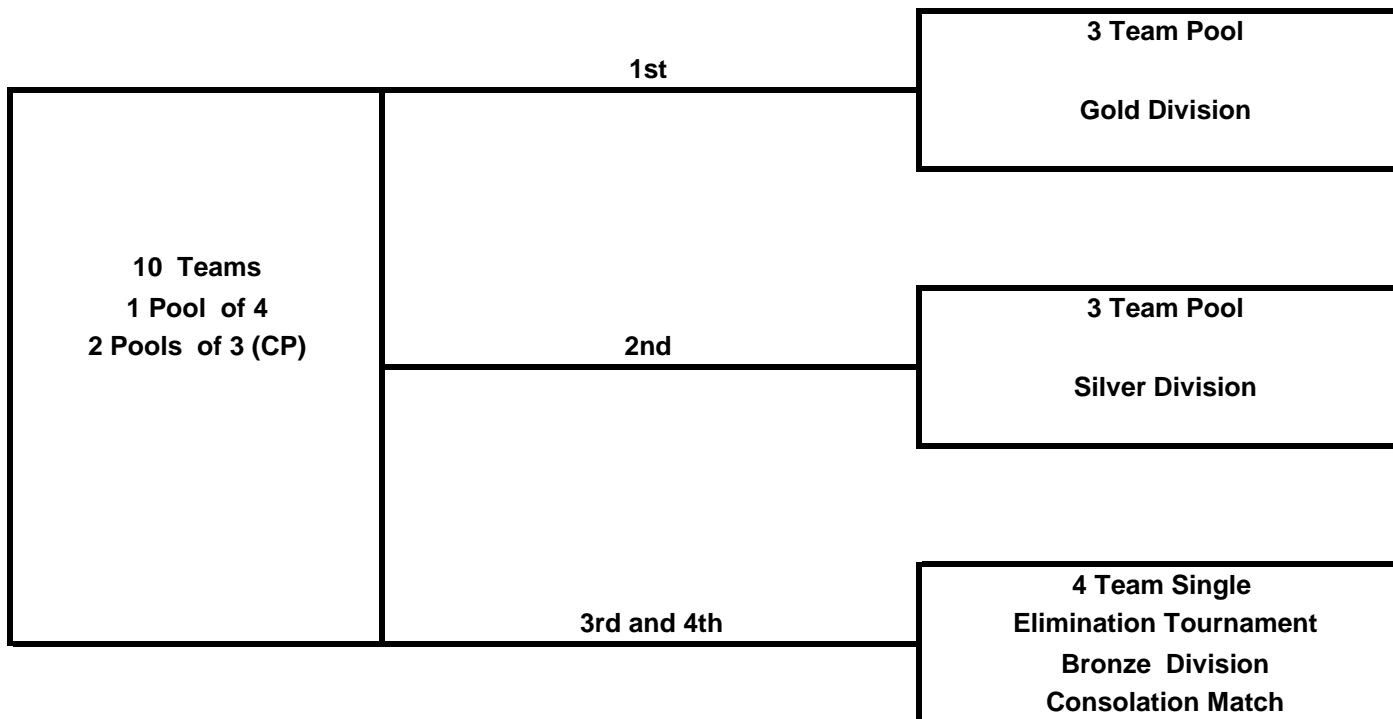 3 Team Pool
1st
Gold Division
10 Teams
1 Pool of 4
2 Pools of 3 (CP)
3 Team Pool
2nd
Silver Division
4 Team Single
3rd and 4th
Elimination Tournament
Bronze Division
Consolation Match